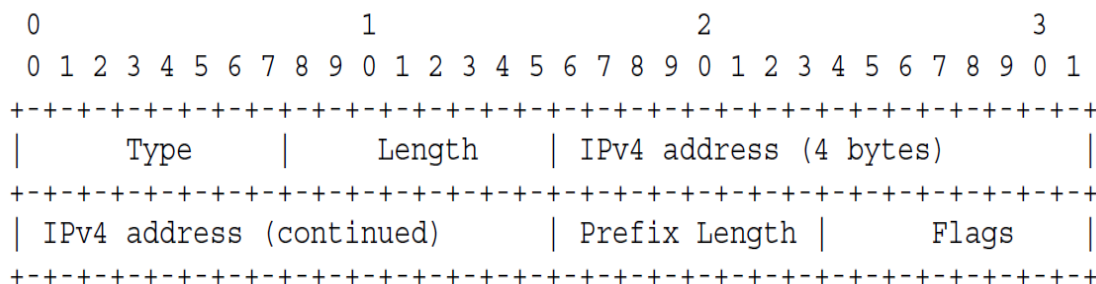 0                   1                   2                   3
 0 1 2 3 4 5 6 7 8 9 0 1 2 3 4 5 6 7 8 9 0 1 2 3 4 5 6 7 8 9 0 1
+-+-+-+-+-+-+-+-+-+-+-+-+-+-+-+-+-+-+-+-+-+-+-+-+-+-+-+-+-+-+-+-+
|      Type     |     Length    | IPv4 address (4 bytes)        |
+-+-+-+-+-+-+-+-+-+-+-+-+-+-+-+-+-+-+-+-+-+-+-+-+-+-+-+-+-+-+-+-+
| IPv4 address (continued)      | Prefix Length |      Flags    |
+-+-+-+-+-+-+-+-+-+-+-+-+-+-+-+-+-+-+-+-+-+-+-+-+-+-+-+-+-+-+-+-+